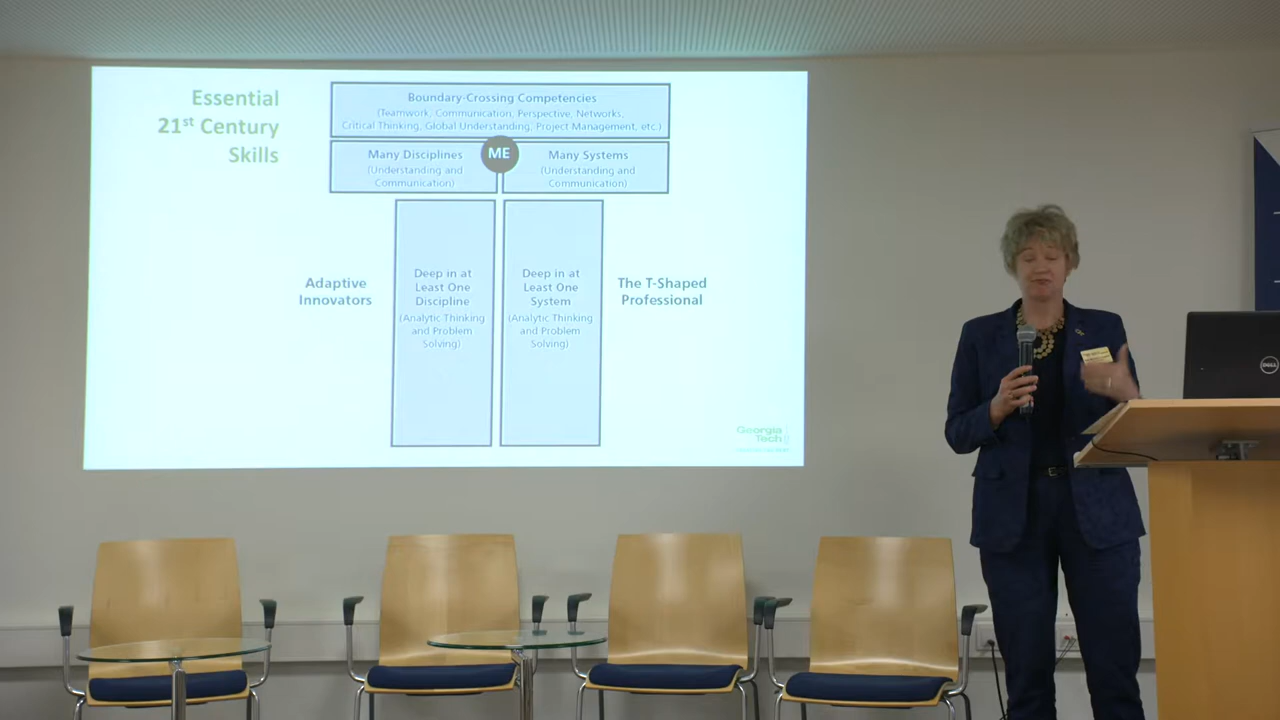 Essential
21st Century
Skills
Boundary-Crossing Competencies
(Teamwork, Communication, Perspective, Networks,
Critical Thinking, Global Understanding, Project Management, etc.)
Many Disciplines
(Understanding and
Communication)
ME
Many Systems
(Understanding and
Communication)
Adaptive
Innovators
Deep in at
Least One
Discipline
(Analytic Thinking
and Problem
Solving)
Deep in at
Least One
System
(Analytic Thinking
and Problem
Solving)
The T-Shaped
Professional
Georgia
Tech
DELL